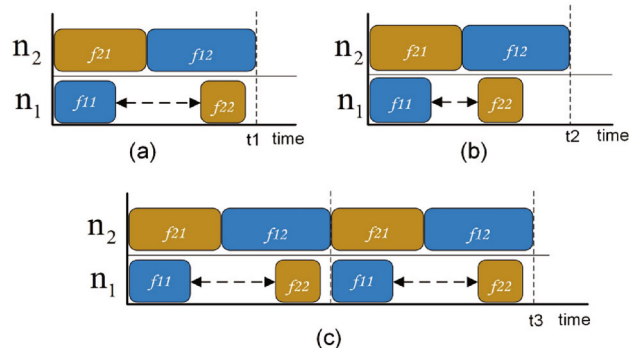 n2 f21 f12
n1 f11 f22
t1 time
(a)
n2 f21 f12
n1 f11 f22
t2 time
(b)
n2 f21 f12 f21 f12
n1 f11 f22 f11 f22
t3 time
(c)